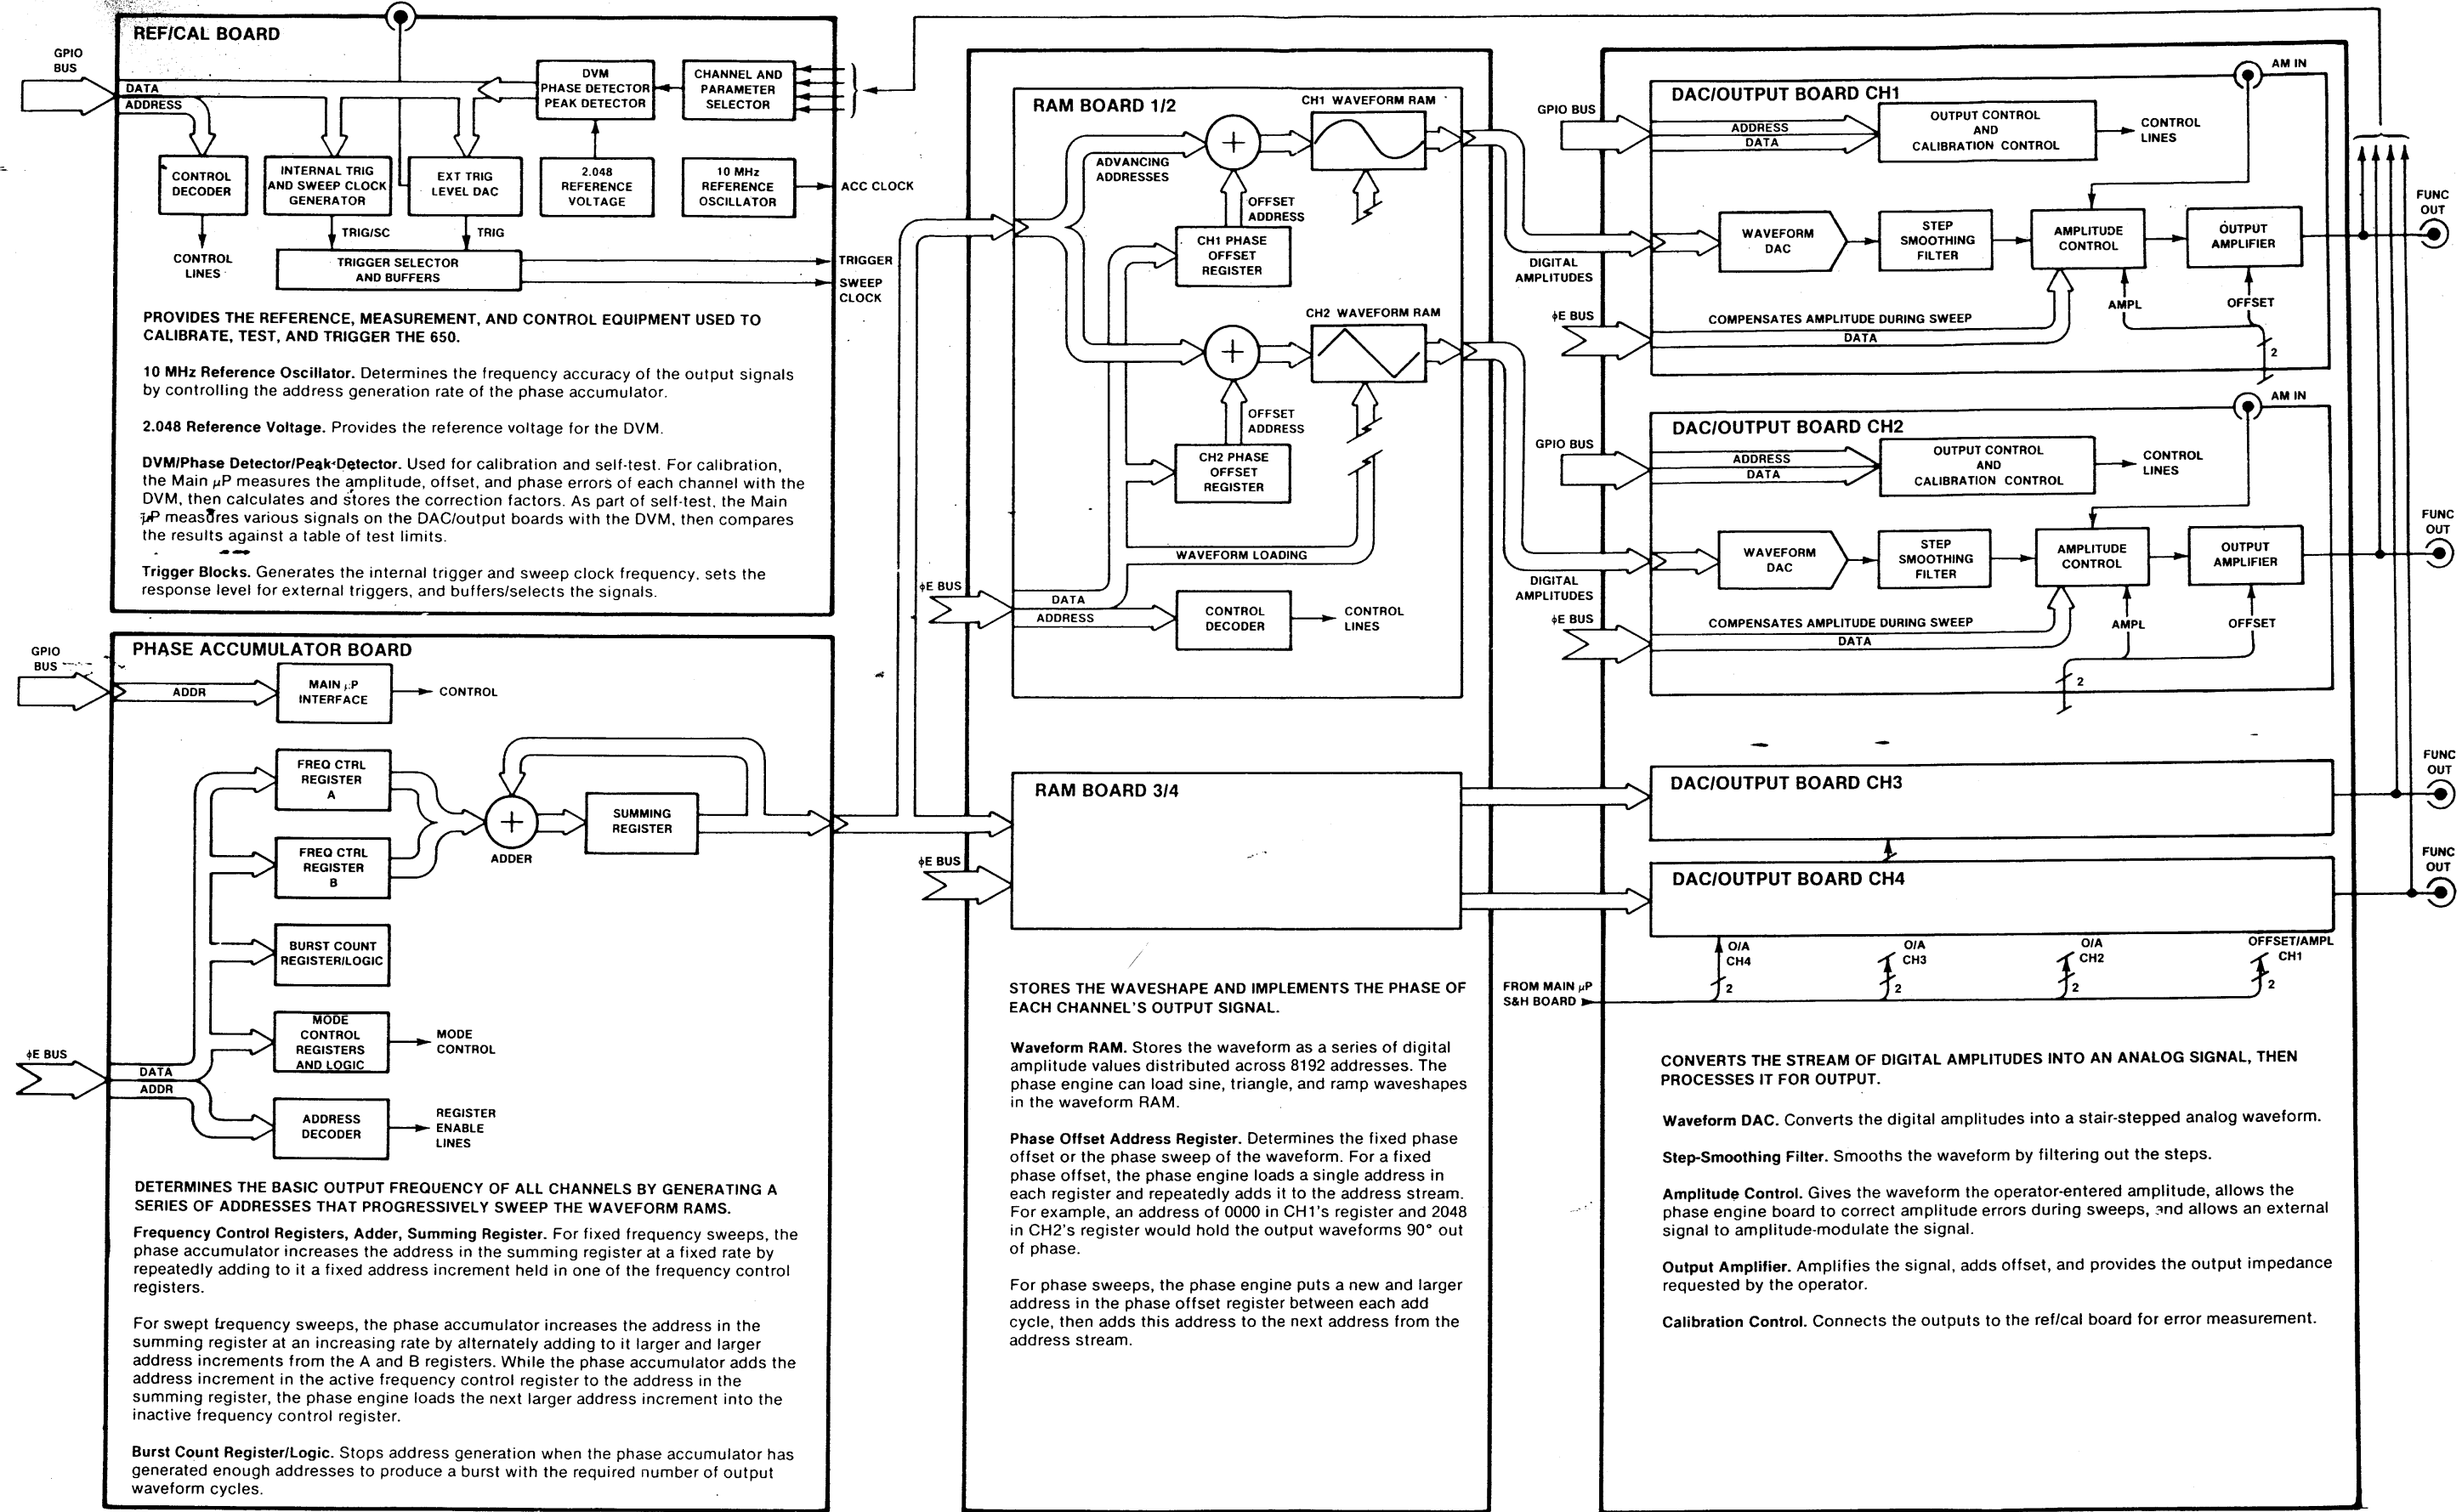 REF/CAL BOARD
GPIO
BUS
DATA
ADDRESS
DVM
PHASE DETECTOR
PEAK DETECTOR
CHANNEL AND
PARAMETER
SELECTOR
CONTROL
DECODER
INTERNAL TRIG
AND SWEEP CLOCK
GENERATOR
EXT TRIG
LEVEL DAC
2.048
REFERENCE
VOLTAGE
10 MHz
REFERENCE
OSCILLATOR
ACC CLOCK
TRIG/SC
TRIG
CONTROL
LINES
TRIGGER SELECTOR
AND BUFFERS
TRIGGER
SWEEP
CLOCK
PROVIDES THE REFERENCE, MEASUREMENT, AND CONTROL EQUIPMENT USED TO
CALIBRATE, TEST, AND TRIGGER THE 650.
10 MHz Reference Oscillator. Determines the frequency accuracy of the output signals
by controlling the address generation rate of the phase accumulator.
2.048 Reference Voltage. Provides the reference voltage for the DVM.
DVM/Phase Detector/Peak Detector. Used for calibration and self-test. For calibration,
the Main µP measures the amplitude, offset, and phase errors of each channel with the
DVM, then calculates and stores the correction factors. As part of self-test, the Main
µP measures various signals on the DAC/output boards with the DVM, then compares
the results against a table of test limits.
Trigger Blocks. Generates the internal trigger and sweep clock frequency, sets the
response level for external triggers, and buffers/selects the signals.
PHASE ACCUMULATOR BOARD
GPIO
BUS
ADDR
MAIN µP
INTERFACE
CONTROL
FREQ CTRL
REGISTER
A
FREQ CTRL
REGISTER
B
ADDER
SUMMING
REGISTER
BURST COUNT
REGISTER/LOGIC
MODE
CONTROL
REGISTERS
AND LOGIC
MODE
CONTROL
ϕE BUS
DATA
ADDR
ADDRESS
DECODER
REGISTER
ENABLE
LINES
DETERMINES THE BASIC OUTPUT FREQUENCY OF ALL CHANNELS BY GENERATING A
SERIES OF ADDRESSES THAT PROGRESSIVELY SWEEP THE WAVEFORM RAMS.
Frequency Control Registers, Adder, Summing Register. For fixed frequency sweeps, the
phase accumulator increases the address in the summing register at a fixed rate by
repeatedly adding to it a fixed address increment held in one of the frequency control
registers.
For swept frequency sweeps, the phase accumulator increases the address in the
summing register at an increasing rate by alternately adding to it larger and larger
address increments from the A and B registers. While the phase accumulator adds the
address increment in the active frequency control register to the address in the
summing register, the phase engine loads the next larger address increment into the
inactive frequency control register.
Burst Count Register/Logic. Stops address generation when the phase accumulator has
generated enough addresses to produce a burst with the required number of output
waveform cycles.
RAM BOARD 1/2
CH1 WAVEFORM RAM
ADVANCING
ADDRESSES
OFFSET
ADDRESS
CH1 PHASE
OFFSET
REGISTER
CH2 WAVEFORM RAM
OFFSET
ADDRESS
CH2 PHASE
OFFSET
REGISTER
WAVEFORM LOADING
ϕE BUS
DATA
ADDRESS
CONTROL
DECODER
CONTROL
LINES
DIGITAL
AMPLITUDES
DIGITAL
AMPLITUDES
RAM BOARD 3/4
ϕE BUS
STORES THE WAVESHAPE AND IMPLEMENTS THE PHASE OF
EACH CHANNEL'S OUTPUT SIGNAL.
Waveform RAM. Stores the waveform as a series of digital
amplitude values distributed across 8192 addresses. The
phase engine can load sine, triangle, and ramp waveshapes
in the waveform RAM.
Phase Offset Address Register. Determines the fixed phase
offset or the phase sweep of the waveform. For a fixed
phase offset, the phase engine loads a single address in
each register and repeatedly adds it to the address stream.
For example, an address of 0000 in CH1's register and 2048
in CH2's register would hold the output waveforms 90° out
of phase.
For phase sweeps, the phase engine puts a new and larger
address in the phase offset register between each add
cycle, then adds this address to the next address from the
address stream.
DAC/OUTPUT BOARD CH1
AM IN
GPIO BUS
ADDRESS
DATA
OUTPUT CONTROL
AND
CALIBRATION CONTROL
CONTROL
LINES
WAVEFORM
DAC
STEP
SMOOTHING
FILTER
AMPLITUDE
CONTROL
OUTPUT
AMPLIFIER
FUNC
OUT
AMPL
OFFSET
ϕE BUS
COMPENSATES AMPLITUDE DURING SWEEP
DATA
2
DAC/OUTPUT BOARD CH2
AM IN
GPIO BUS
ADDRESS
DATA
OUTPUT CONTROL
AND
CALIBRATION CONTROL
CONTROL
LINES
WAVEFORM
DAC
STEP
SMOOTHING
FILTER
AMPLITUDE
CONTROL
OUTPUT
AMPLIFIER
FUNC
OUT
ϕE BUS
COMPENSATES AMPLITUDE DURING SWEEP
DATA
AMPL
OFFSET
2
DAC/OUTPUT BOARD CH3
FUNC
OUT
DAC/OUTPUT BOARD CH4
FUNC
OUT
O/A
CH4
O/A
CH3
O/A
CH2
OFFSET/AMPL
CH1
2
2
2
2
FROM MAIN µP
S&H BOARD
CONVERTS THE STREAM OF DIGITAL AMPLITUDES INTO AN ANALOG SIGNAL, THEN
PROCESSES IT FOR OUTPUT.
Waveform DAC. Converts the digital amplitudes into a stair-stepped analog waveform.
Step-Smoothing Filter. Smooths the waveform by filtering out the steps.
Amplitude Control. Gives the waveform the operator-entered amplitude, allows the
phase engine board to correct amplitude errors during sweeps, and allows an external
signal to amplitude-modulate the signal.
Output Amplifier. Amplifies the signal, adds offset, and provides the output impedance
requested by the operator.
Calibration Control. Connects the outputs to the ref/cal board for error measurement.